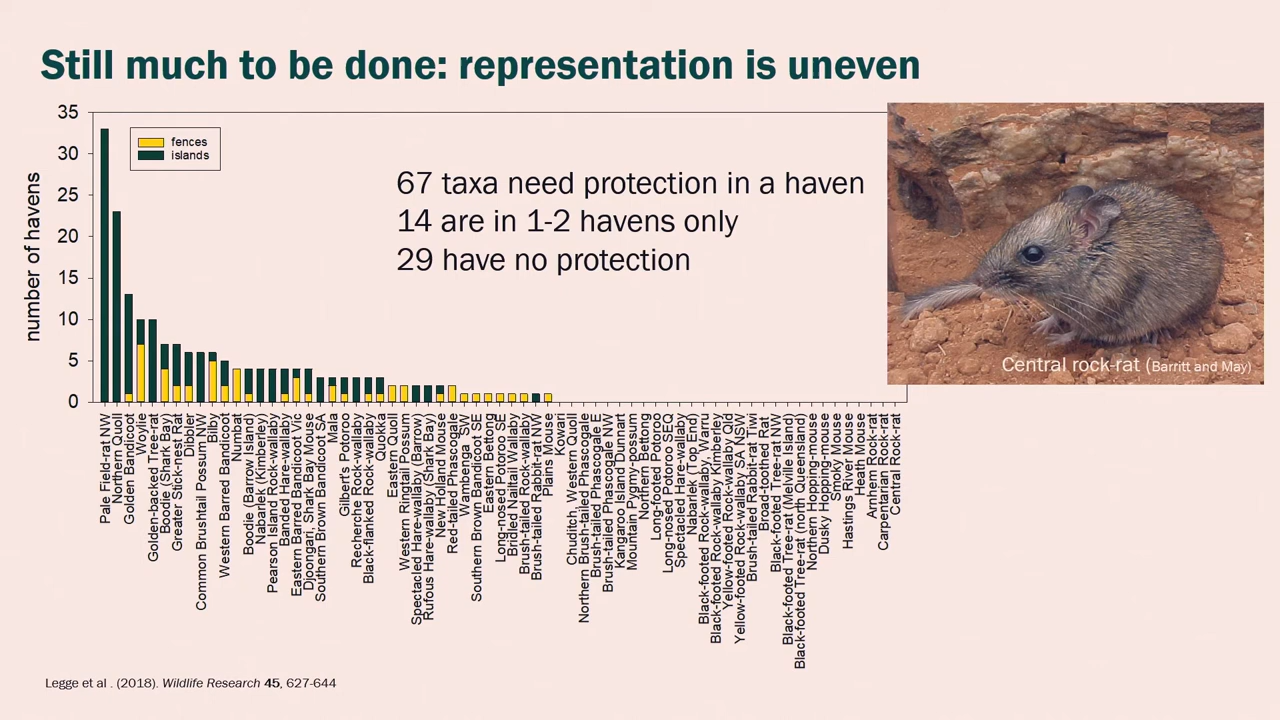 Still much to be done: representation is uneven
35
30
25
20
15
10
5
0
number of havens
fences
islands
67 taxa need protection in a haven
14 are in 1-2 havens only
29 have no protection
Central rock-rat (Barritt and May)
Pale Field-rat NW
Northern Quoll
Golden Bandicoot
Woylie
Golden-backed Tree-rat
Boodie (Shark Bay)
Greater Stick-nest Rat
Dibbler
Common Brushtail Possum NW
Bilby
Western Barred Bandicoot
Numbat
Boodie (Barrow Island)
Nabarlek (Kimberley)
Pearson Island Rock-wallaby
Banded Hare-wallaby
Eastern Barred Bandicoot Vic
Djoongari, Shark Bay Mouse
Southern Brown Bandicoot SA
Mala
Gilbert's Potoroo
Recherche Rock-wallaby
Black-flanked Rock-wallaby
Quokka
Eastern Quoll
Western Ringtail Possum
Spectacled Hare-wallaby (Barrow)
Rufous Hare-wallaby (Shark Bay)
New Holland Mouse
Red-tailed Phascogale
Wambenger SW
Southern Brown Bandicoot SE
Eastern Bettong
Long-nosed Potoroo SE
Bridled Nailtail Wallaby
Brush-tailed Rock-wallaby
Brush-tailed Rabbit-rat NW
Plains Mouse
Kowari
Chuditch, Western Quoll
Northern Brush-tailed Phascogale
Brush-tailed Phascogale E
Brush-tailed Phascogale NW
Kangaroo Island Dunnart
Mountain Pygmy-possum
Northern Bettong
Long-footed Potoroo
Long-nosed Potoroo SEQ
Spectacled Hare-wallaby
Nabarlek (Top End)
Black-footed Rock-wallaby, Warru
Black-footed Rock-wallaby Kimberley
Yellow-footed Rock-wallaby Qld
Yellow-footed Rock-wallaby SA NSW
Brush-tailed Rabbit-rat Tiwi
Broad-toothed Rat
Black-footed Tree-rat NW
Black-footed Tree-rat (Melville Island)
Black-footed Tree-rat (north Queensland)
Northern Hopping-mouse
Dusky Hopping-mouse
Smoky Mouse
Hastings River Mouse
Heath Mouse
Arnhem Rock-rat
Carpentarian Rock-rat
Central Rock-rat
Legge et al . (2018). Wildlife Research 45, 627-644